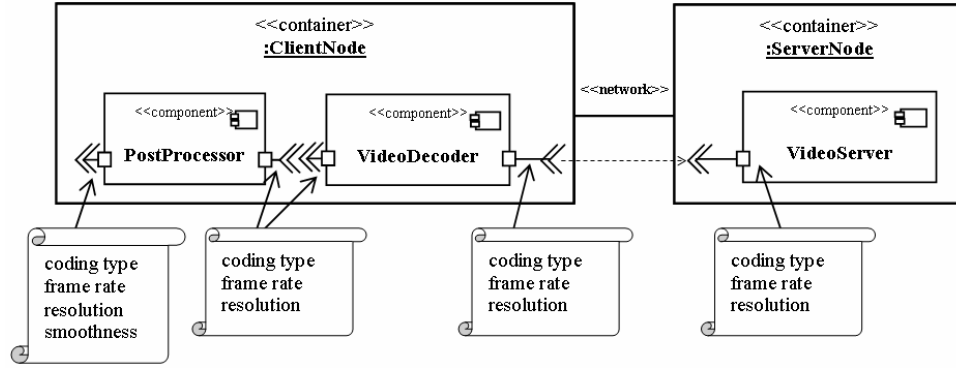 <<container>>
:ClientNode
<<component>>
PostProcessor
<<component>>
VideoDecoder
<<network>>
<<container>>
:ServerNode
<<component>>
VideoServer
coding type
frame rate
resolution
smoothness
coding type
frame rate
resolution
coding type
frame rate
resolution
coding type
frame rate
resolution